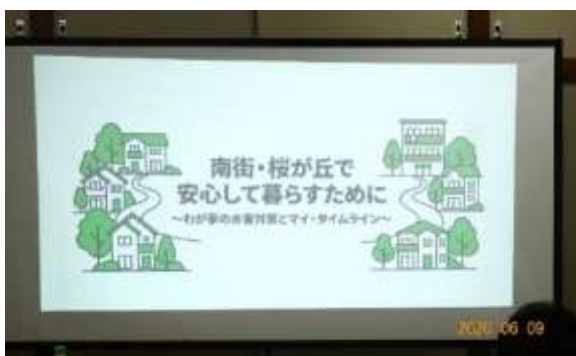 南街・桜が丘で
安心して暮らすために
～わが家の水害対策とマイ・タイムライン～
2026 06 09